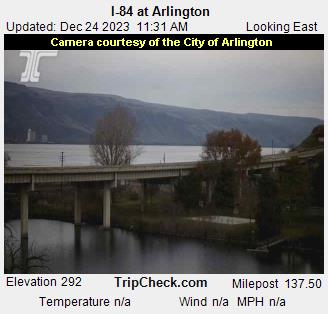 I-84 at Arlington
Updated: Dec 24 2023 11:31 AM Looking East
Camera courtesy of the City of Arlington
Elevation 292 TripCheck.com Milepost 137.50
Temperature n/a Wind n/a MPH n/a